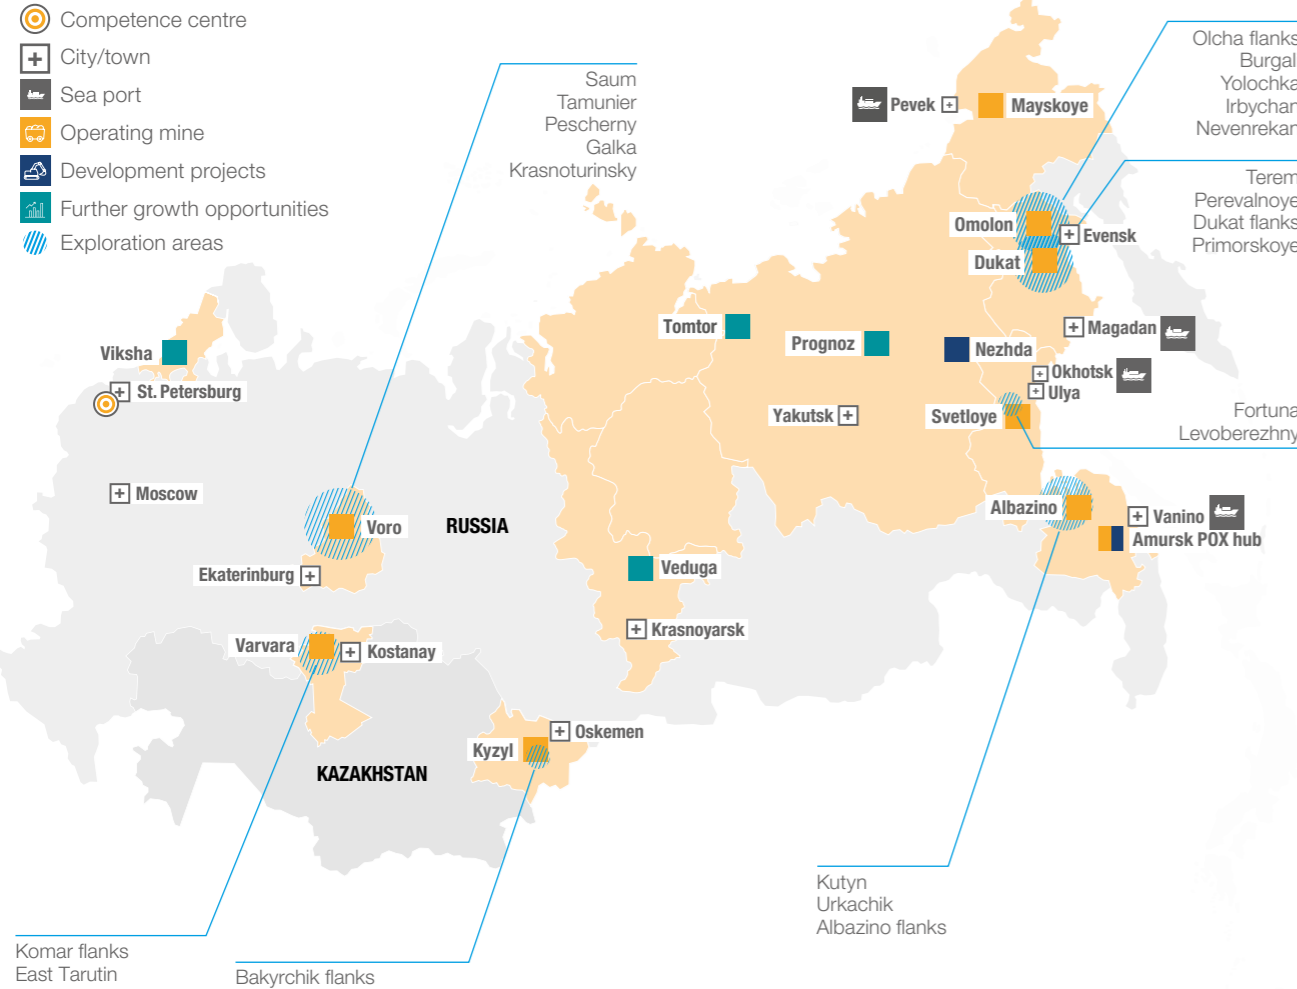 Competence centre
City/town
Sea port
Operating mine
Development projects
Further growth opportunities
Exploration areas
Saum
Tamunier
Pescherny
Galka
Krasnoturinsky
Olcha flanks
Burgali
Yolochka
Irbychan
Nevenrekan
Terem
Perevalnoye
Dukat flanks
Primorskoye
Pevek
Mayskoye
Omolon
Evensk
Dukat
Magadan
Tomtor
Prognoz
Nezhda
Okhotsk
Ulya
Viksha
St. Petersburg
Yakutsk
Svetloye
Fortuna
Levoberezhny
Moscow
Voro
RUSSIA
Albazino
Vanino
Amursk POX hub
Ekaterinburg
Veduga
Krasnoyarsk
Varvara
Kostanay
Oskemen
Kyzyl
KAZAKHSTAN
Kutyn
Urkachik
Albazino flanks
Komar flanks
East Tarutin
Bakyrchik flanks